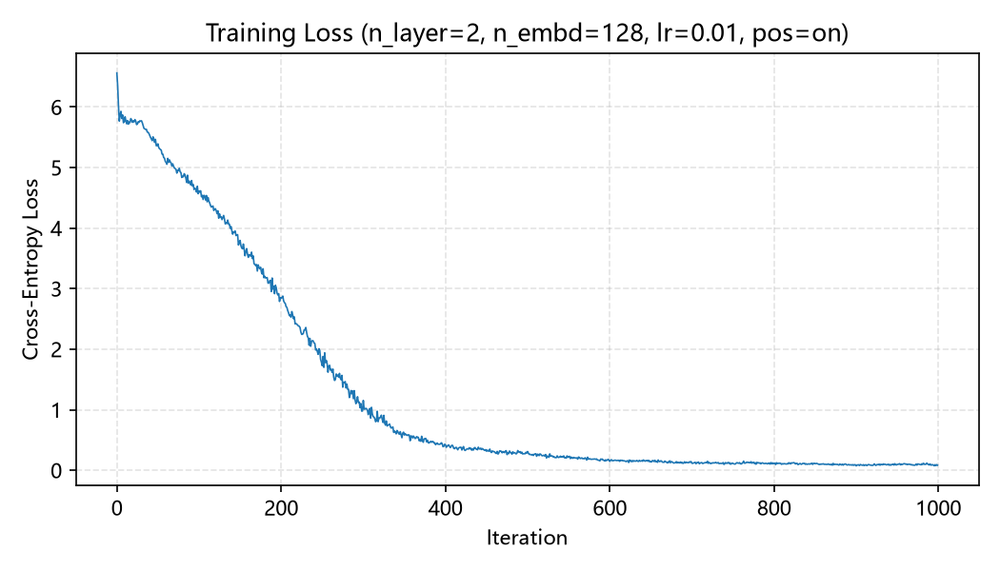 Training Loss (n_layer=2, n_embd=128, lr=0.01, pos=on)
Cross-Entropy Loss
6
5
4
3
2
1
0
0 200 400 600 800 1000
Iteration